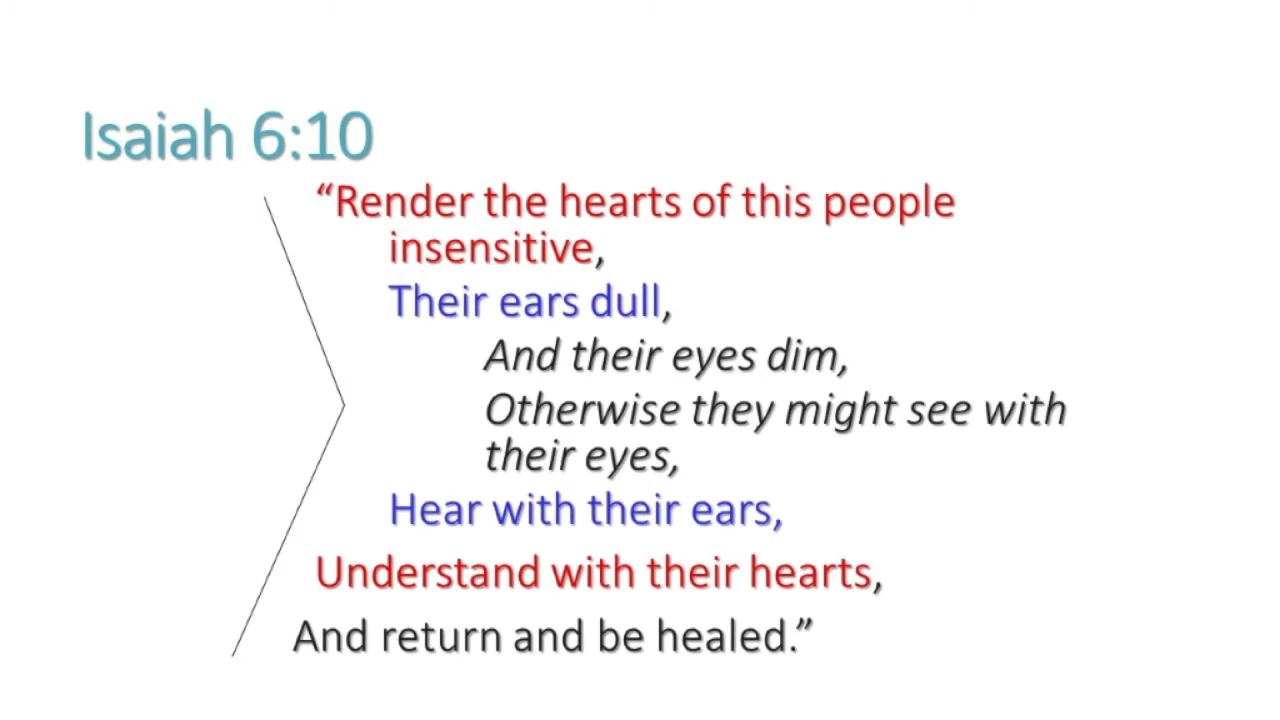 Isaiah 6:10
“Render the hearts of this people
insensitive,
Their ears dull,
And their eyes dim,
Otherwise they might see with
their eyes,
Hear with their ears,
Understand with their hearts,
And return and be healed.”